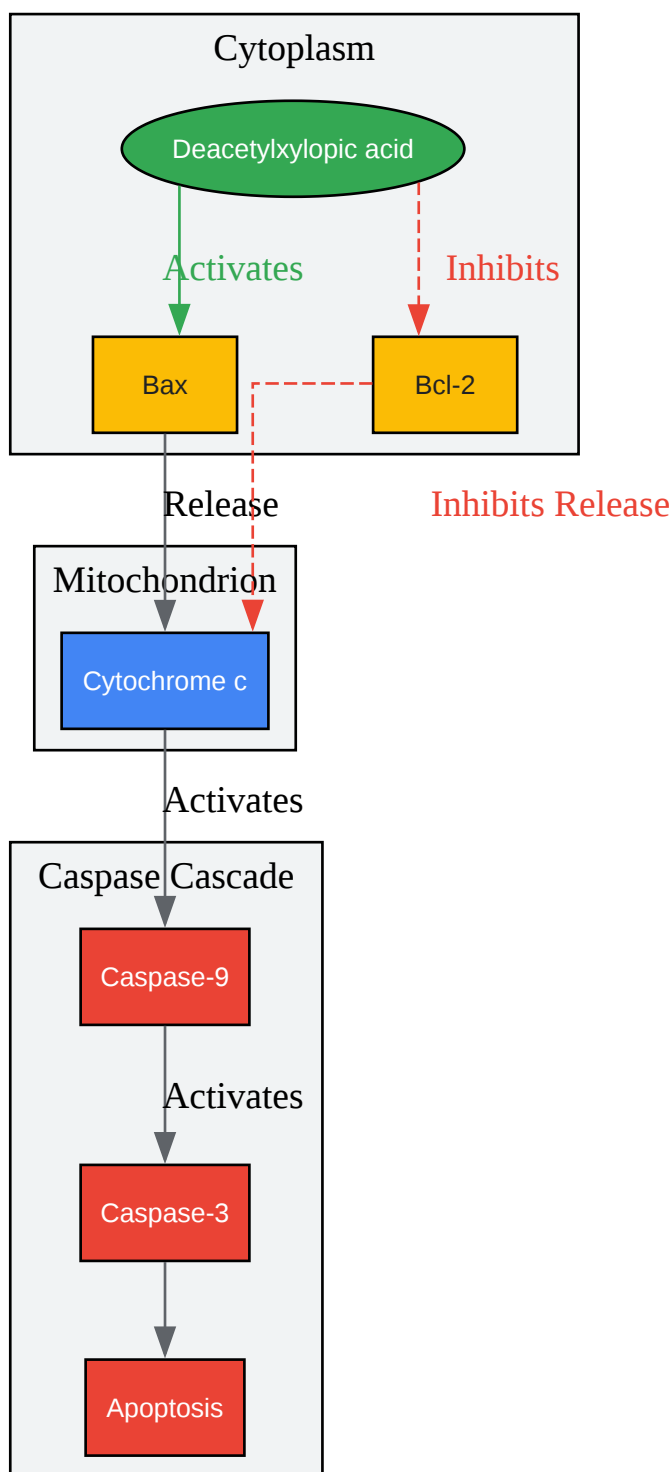 Cytoplasm
Deacetylxylopic acid
Activates
Inhibits
Bax
Bcl-2
Release
Inhibits Release
Mitochondrion
Cytochrome c
Activates
Caspase Cascade
Caspase-9
Activates
Caspase-3
Apoptosis